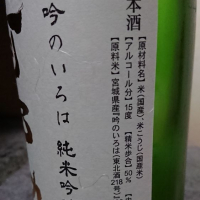 本酒
【原材料名】米(国産)、米こうじ(国産米)
【アルコール分】15度 【精米歩合】50%
【原料米】宮城県産『吟のいろは(東北酒218号)
吟のいろは 純米吟